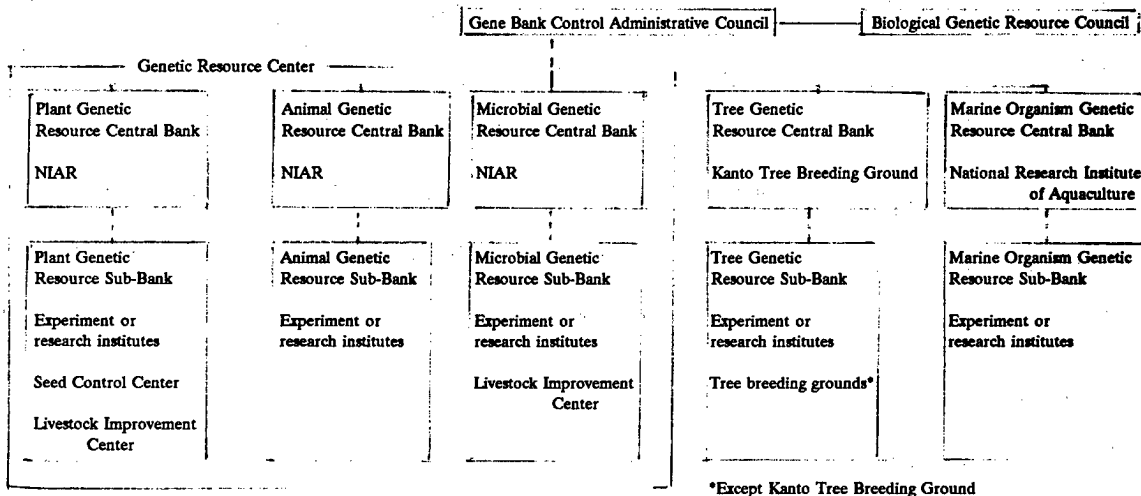 Gene Bank Control Administrative Council
Biological Genetic Resource Council
Genetic Resource Center
Plant Genetic
Resource Central Bank
NIAR
Animal Genetic
Resource Central Bank
NIAR
Microbial Genetic
Resource Central Bank
NIAR
Tree Genetic
Resource Central Bank
Kanto Tree Breeding Ground
Marine Organism Genetic
Resource Central Bank
National Research Institute
of Aquaculture
Plant Genetic
Resource Sub-Bank
Experiment or
research institutes
Seed Control Center
Livestock Improvement
Center
Animal Genetic
Resource Sub-Bank
Experiment or
research institutes
Microbial Genetic
Resource Sub-Bank
Experiment or
research institutes
Livestock Improvement
Center
Tree Genetic
Resource Sub-Bank
Experiment or
research institutes
Tree breeding grounds*
Marine Organism Genetic
Resource Sub-Bank
Experiment or
research institutes
*Except Kanto Tree Breeding Ground